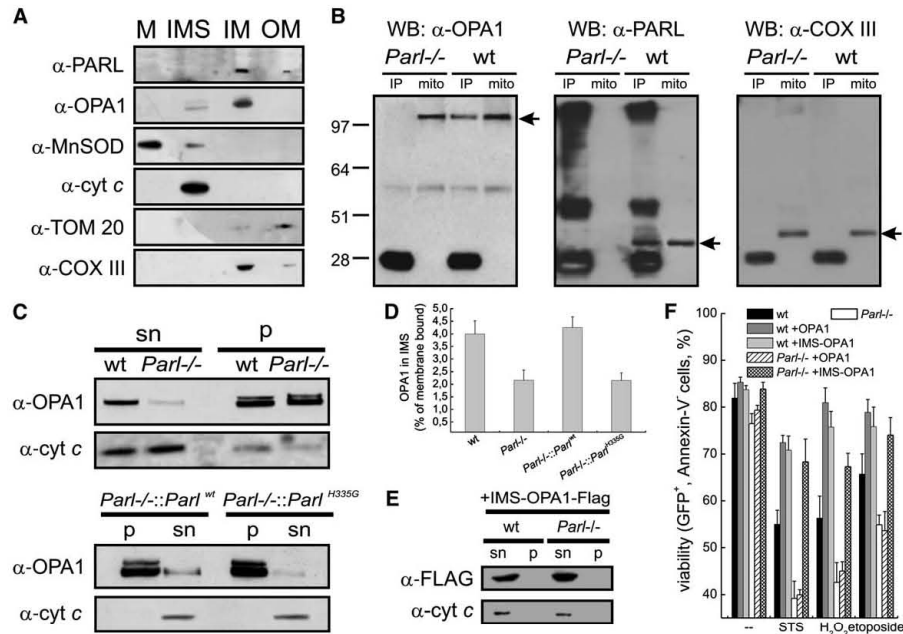 A
M IMS IM OM
α-PARL
α-OPA1
α-MnSOD
α-cyt c
α-TOM 20
α-COX III
B
WB: α-OPA1 WB: α-PARL WB: α-COX III
Parl-/- wt Parl-/- wt Parl-/- wt
IP mito IP mito IP mito IP mito IP mito IP mito
97
64
51
28
C
sn p
wt Parl-/- wt Parl-/-
α-OPA1
α-cyt c
Parl-/-::Parl wt Parl-/-::Parl H335G
p sn p sn
α-OPA1
α-cyt c
D
OPA1 in IMS
(% of membrane bound)
5,0
4,5
4,0
3,5
3,0
2,5
2,0
1,5
1,0
0,5
wt Parl-/- Parl-/-::Parl wt Parl-/-::Parl H335G
E
+IMS-OPA1-Flag
wt Parl-/-
sn p sn p
α-FLAG
α-cyt c
F
wt Parl-/-
wt +OPA1
wt +IMS-OPA1
Parl-/- +OPA1
Parl-/- +IMS-OPA1
viability (GFP+, Annexin-V- cells, %)
100
90
80
70
60
50
40
-- STS H2O2 etoposide